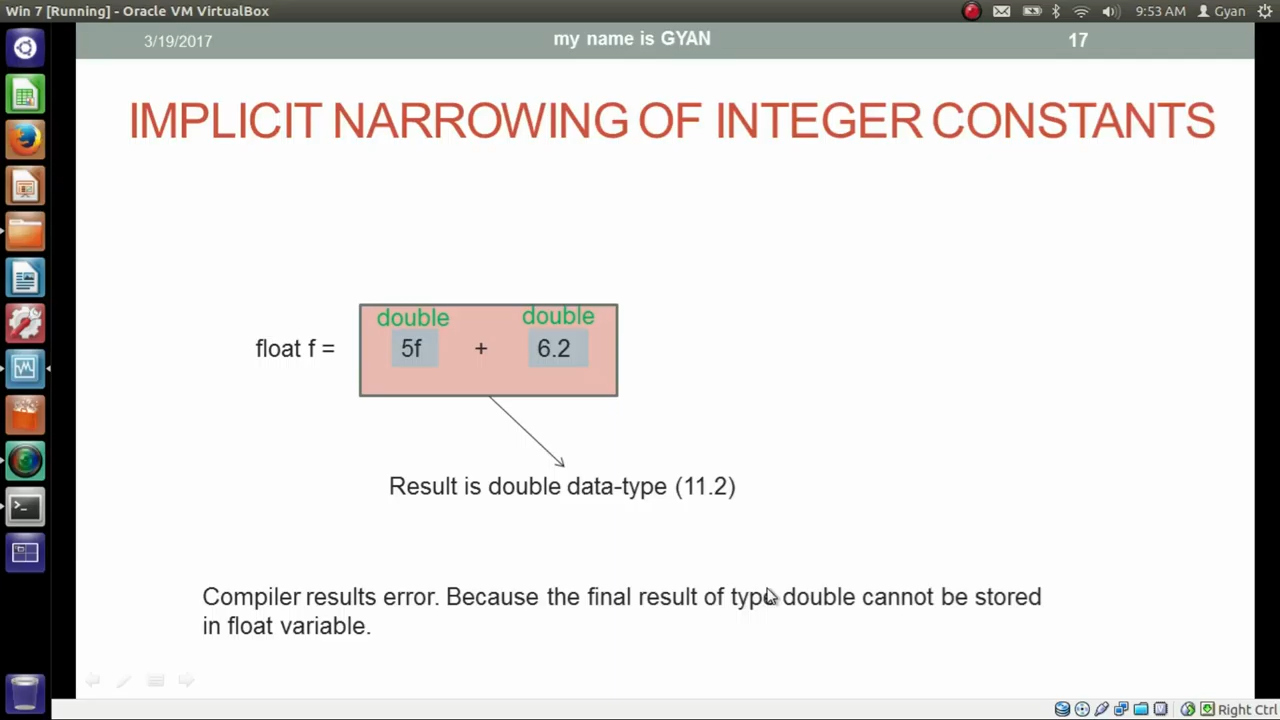 Win 7 [Running] - Oracle VM VirtualBox
9:53 AM
Gyan
3/19/2017
my name is GYAN
17
IMPLICIT NARROWING OF INTEGER CONSTANTS
double
double
float f =
5f
+
6.2
Result is double data-type (11.2)
Compiler results error. Because the final result of type double cannot be stored
in float variable.
Right Ctrl